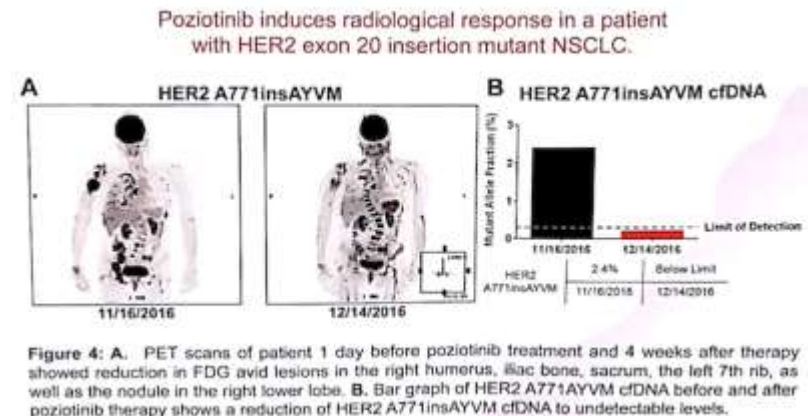 Poziotinib induces radiological response in a patient
with HER2 exon 20 insertion mutant NSCLC.
A
HER2 A771insAYVM
11/16/2016
12/14/2016
B
HER2 A771insAYVM cfDNA
Mutant Allele Fraction (%)
3
2
1
0
Limit of Detection
11/16/2016 12/14/2016
HER2
A771insAYVM
2.4% Below Limit
11/16/2016 12/14/2016
Figure 4: A. PET scans of patient 1 day before poziotinib treatment and 4 weeks after therapy
showed reduction in FDG avid lesions in the right humerus, iliac bone, sacrum, the left 7th rib, as
well as the nodule in the right lower lobe. B. Bar graph of HER2 A771AYVM cfDNA before and after
poziotinib therapy shows a reduction of HER2 A771insAYVM cfDNA to undetectable levels.